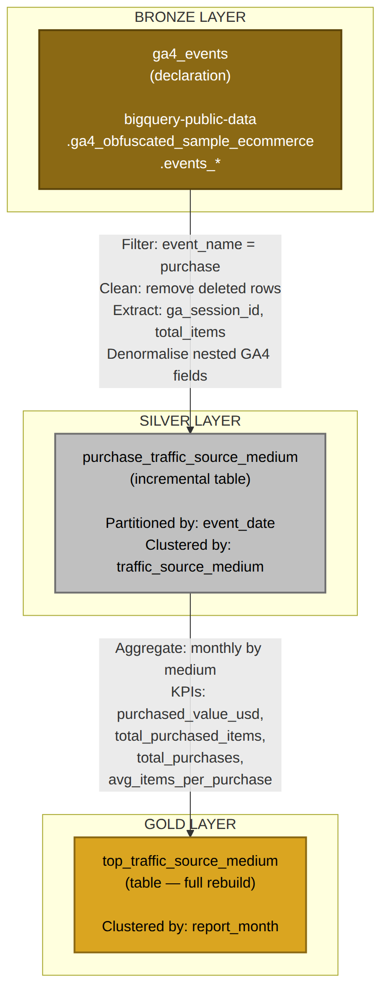 BRONZE LAYER
ga4_events
(declaration)
bigquery-public-data
.ga4_obfuscated_sample_ecommerce
.events_*
Filter: event_name =
purchase
Clean: remove deleted rows
Extract: ga_session_id,
total_items
Denormalise nested GA4
fields
SILVER LAYER
purchase_traffic_source_medium
(incremental table)
Partitioned by: event_date
Clustered by:
traffic_source_medium
Aggregate: monthly by
medium
KPIs:
purchased_value_usd,
total_purchased_items,
total_purchases,
avg_items_per_purchase
GOLD LAYER
top_traffic_source_medium
(table — full rebuild)
Clustered by: report_month